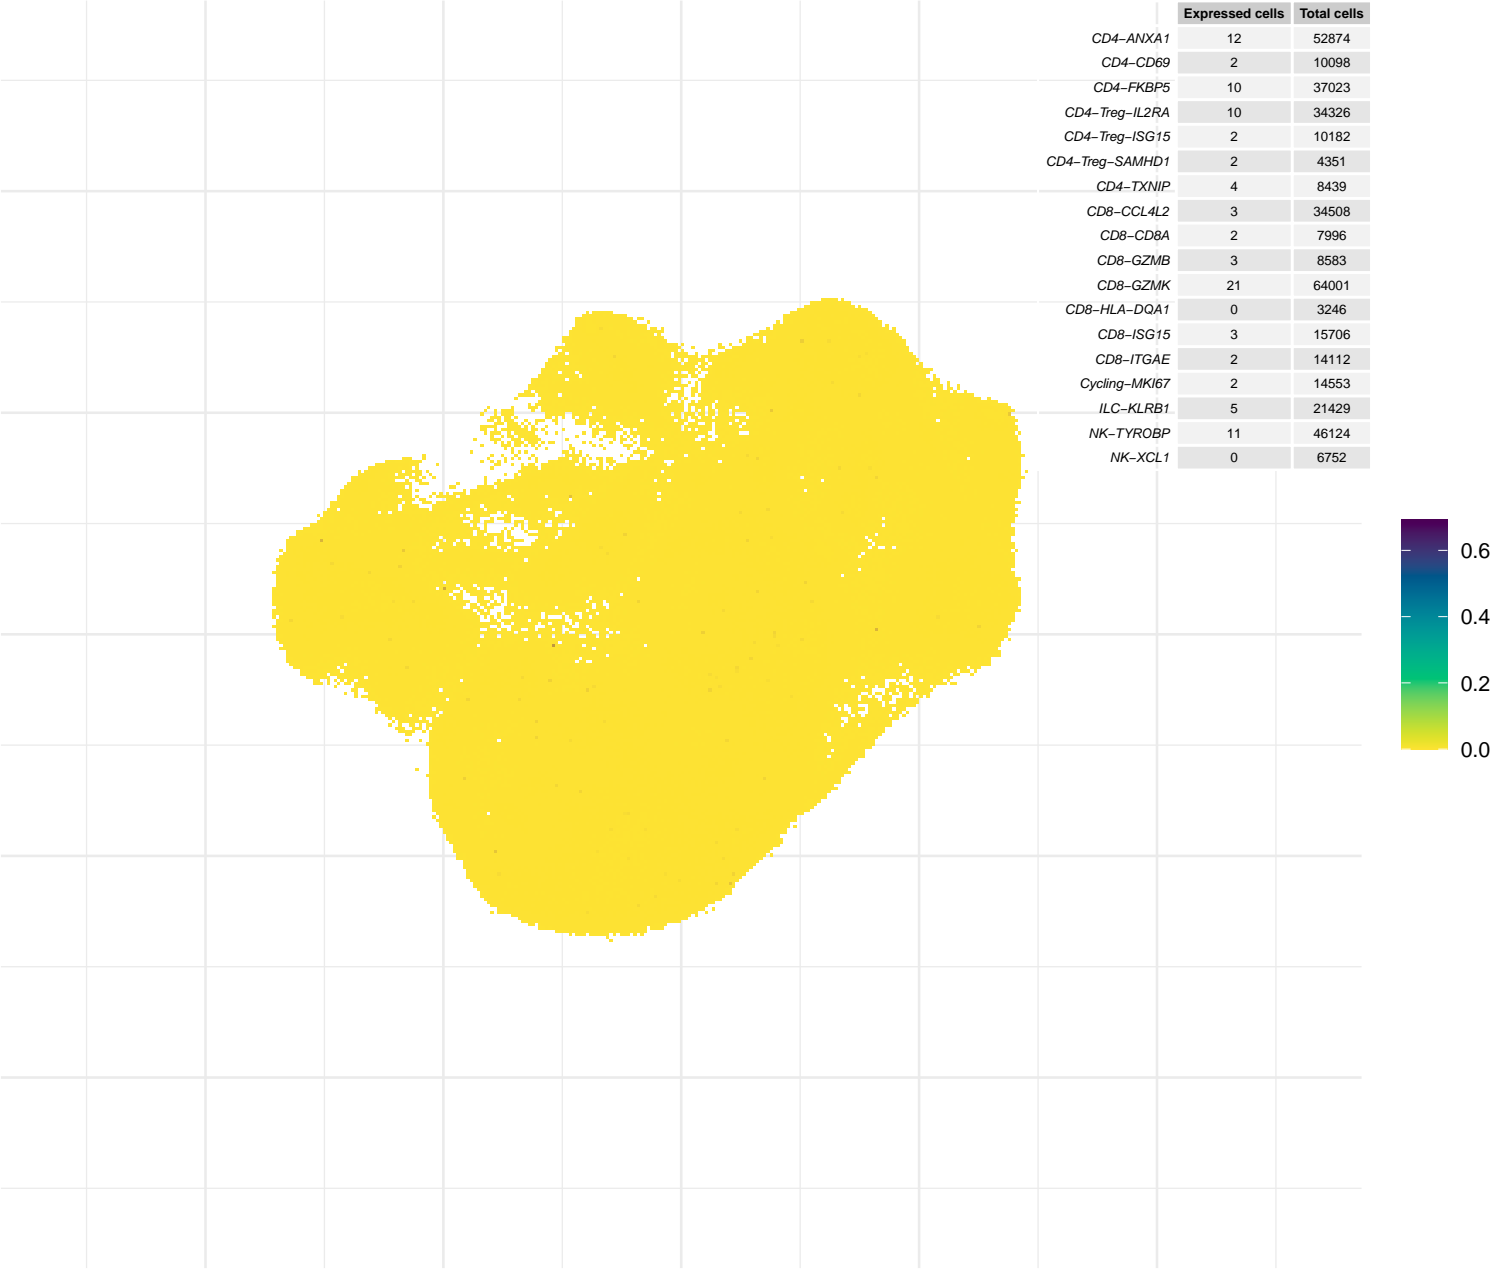 Expressed cells Total cells
CD4−ANXA1 12 52874
CD4−CD69 2 10098
CD4−FKBP5 10 37023
CD4−Treg−IL2RA 10 34326
CD4−Treg−ISG15 2 10182
CD4−Treg−SAMHD1 2 4351
CD4−TXNIP 4 8439
CD8−CCL4L2 3 34508
CD8−CD8A 2 7996
CD8−GZMB 3 8583
CD8−GZMK 21 64001
CD8−HLA−DQA1 0 3246
CD8−ISG15 3 15706
CD8−ITGAE 2 14112
Cycling−MKI67 2 14553
ILC−KLRB1 5 21429
NK−TYROBP 11 46124
NK−XCL1 0 6752
0.6
0.4
0.2
0.0